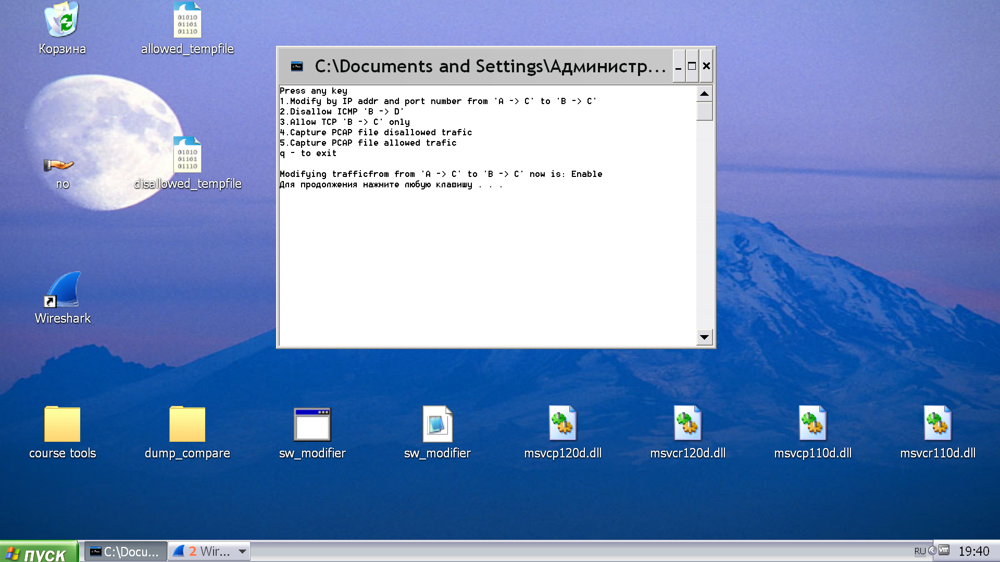 Корзина
allowed_tempfile
no
disallowed_tempfile
Wireshark
C:\Documents and Settings\Администр...
Press any key
1.Modify by IP addr and port number from 'A -> C' to 'B -> C'
2.Disallow ICMP 'B -> D'
3.Allow TCP 'B -> C' only
4.Capture PCAP file disallowed trafic
5.Capture PCAP file allowed trafic
q - to exit
Modifying trafficfrom from 'A -> C' to 'B -> C' now is: Enable
Для продолжения нажмите любую клавишу . . .
course tools
dump_compare
sw_modifier
sw_modifier
msvcp120d.dll
msvcr120d.dll
msvcp110d.dll
msvcr110d.dll
пуск
C:\Docu...
2 Wir...
RU
vm
19:40